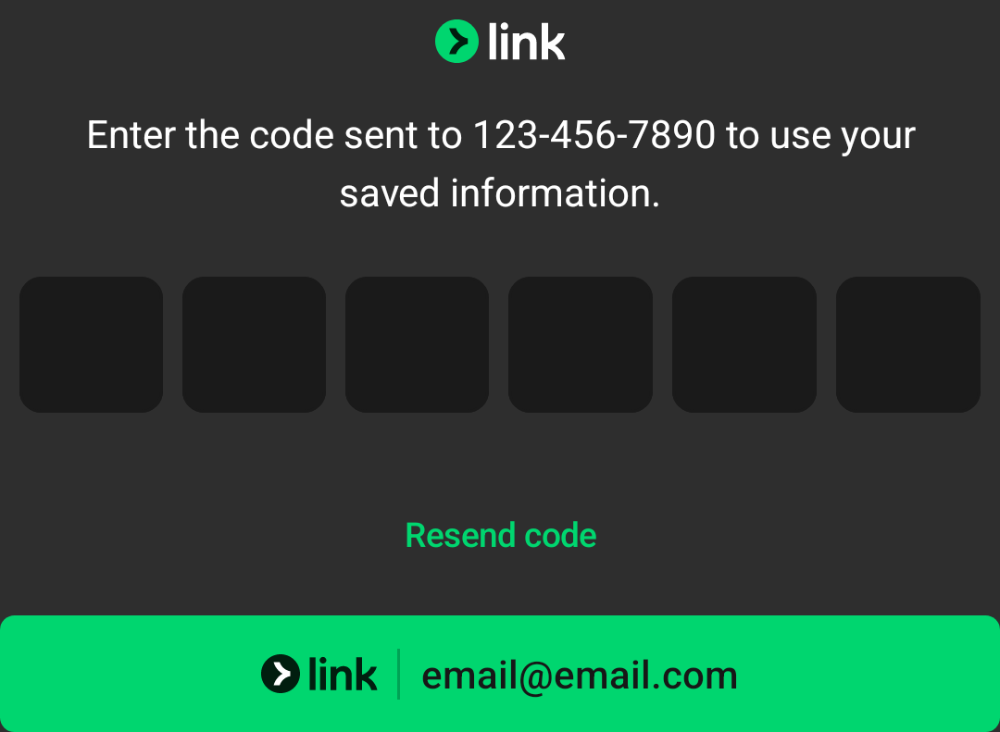 link
Enter the code sent to 123-456-7890 to use your
saved information.
Resend code
link | email@email.com